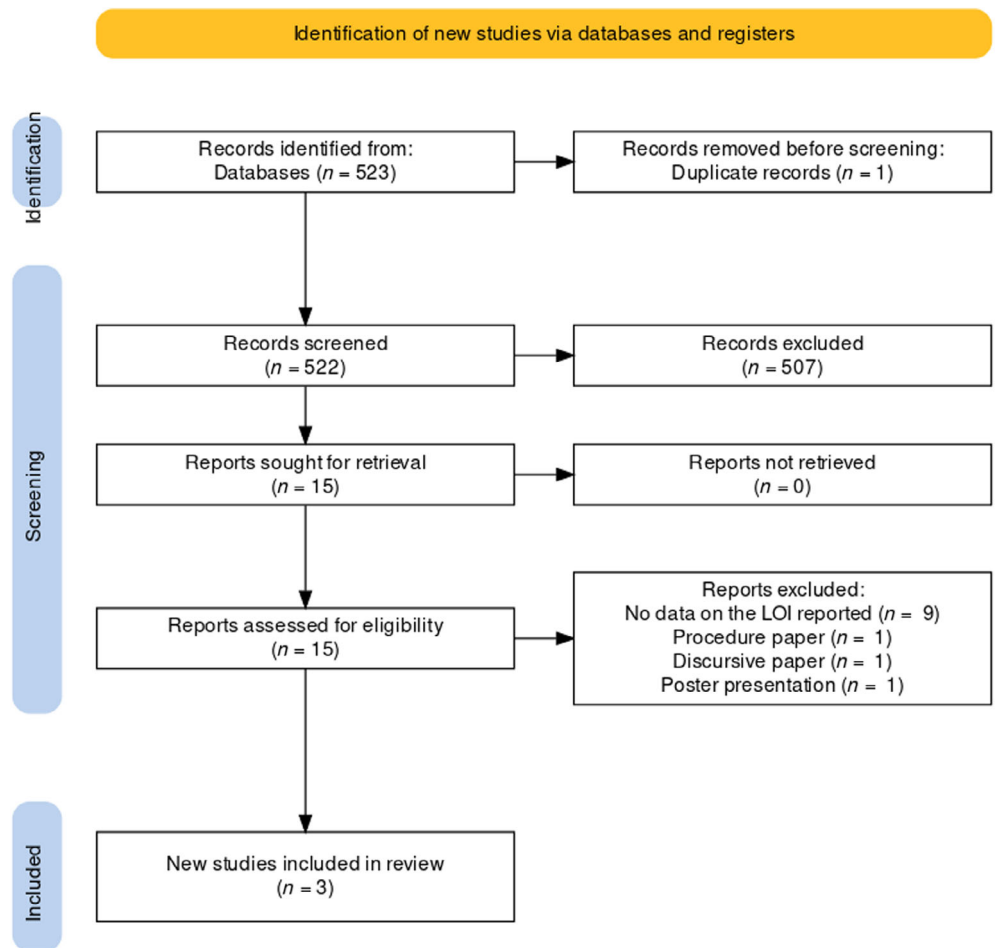 Identification of new studies via databases and registers
Identification
Records identified from:
Databases (n = 523)
Records removed before screening:
Duplicate records (n = 1)
Screening
Records screened
(n = 522)
Records excluded
(n = 507)
Reports sought for retrieval
(n = 15)
Reports not retrieved
(n = 0)
Reports assessed for eligibility
(n = 15)
Reports excluded:
No data on the LOI reported (n = 9)
Procedure paper (n = 1)
Discursive paper (n = 1)
Poster presentation (n = 1)
Included
New studies included in review
(n = 3)